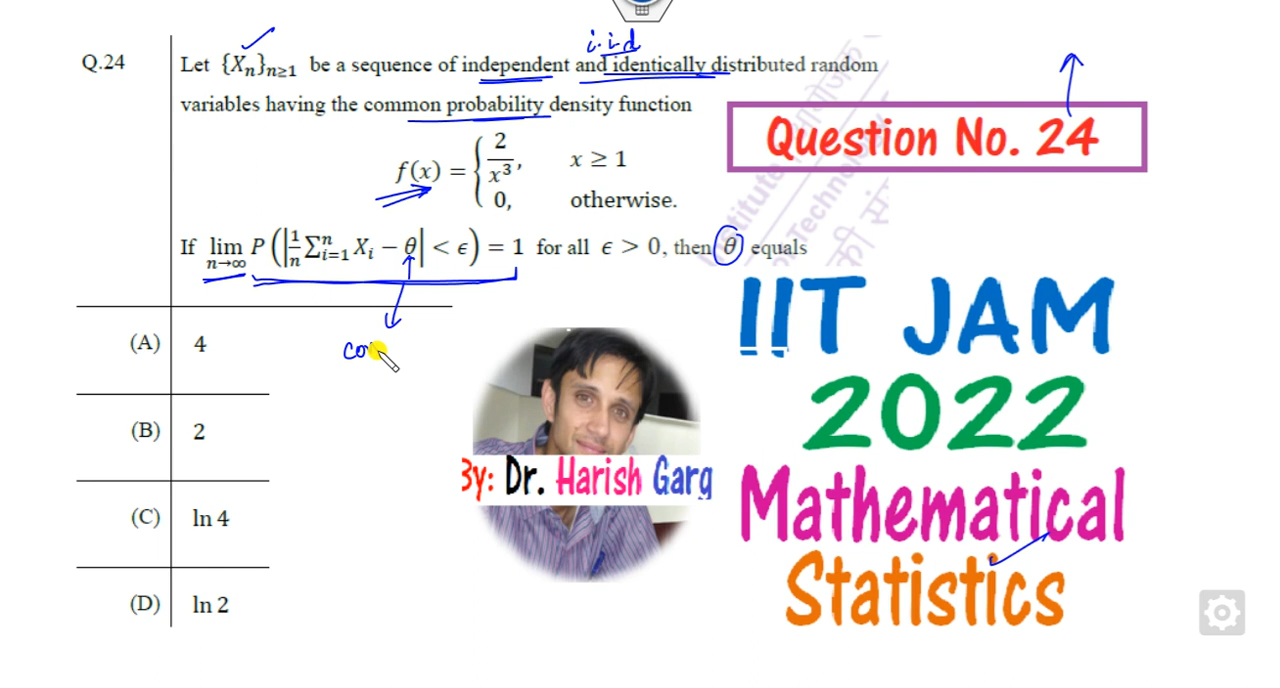 i.i.d
Q.24 Let {Xₙ}ₙ≥₁ be a sequence of independent and identically distributed random
variables having the common probability density function
f(x) = { 2/x³, x ≥ 1
0, otherwise.
If lim n→∞ P(|1/n Σⁿᵢ₌₁ Xᵢ − θ| < ϵ) = 1 for all ϵ > 0, then θ equals
(A) 4
(B) 2
(C) ln 4
(D) ln 2
co
Question No. 24
IIT JAM
2022
Mathematical
Statistics
By: Dr. Harish Garg